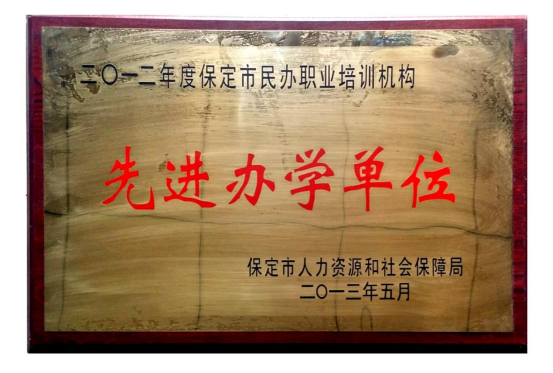 二〇一二年度保定市民办职业培训机构
先进办学单位
保定市人力资源和社会保障局
二〇一三年五月